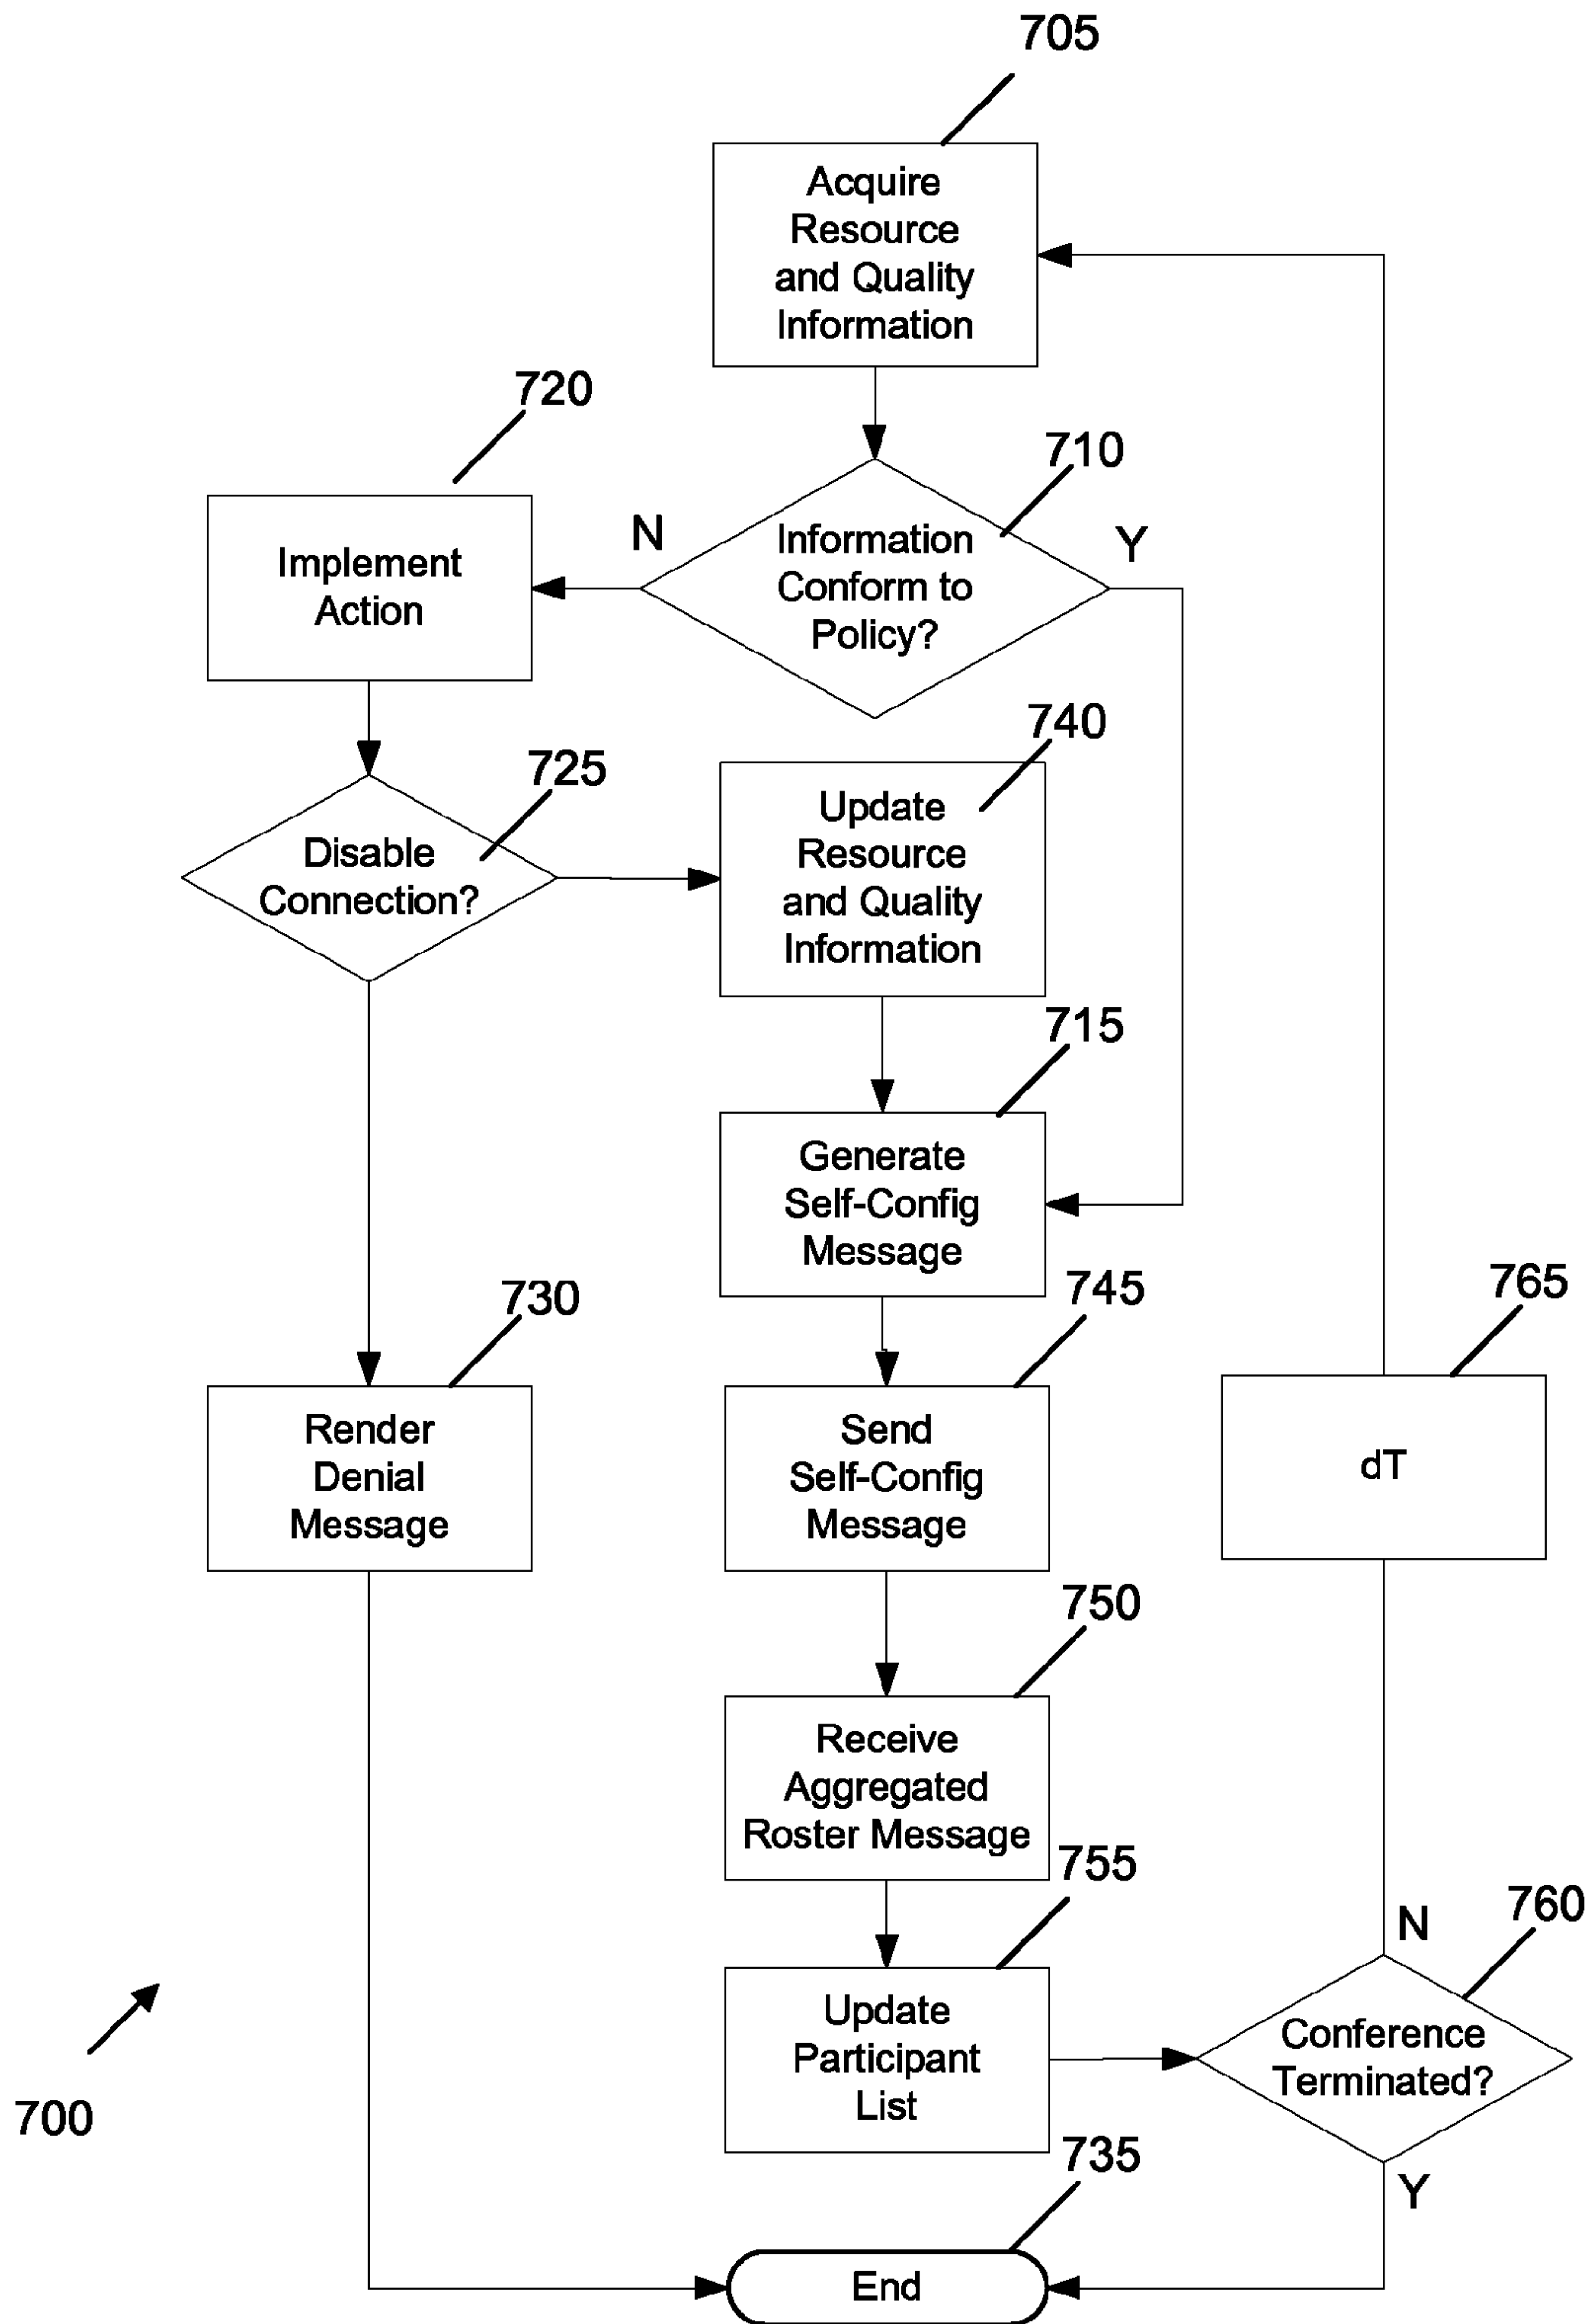 705
Acquire
Resource
and Quality
Information
720
710
N
Y
Implement
Action
Information
Conform to
Policy?
740
725
Disable
Connection?
Update
Resource
and Quality
Information
715
Generate
Self-Config
Message
730
745
765
Render
Denial
Message
Send
Self-Config
Message
dT
750
Receive
Aggregated
Roster Message
755
760
N
Update
Participant
List
Conference
Terminated?
700
735
Y
End